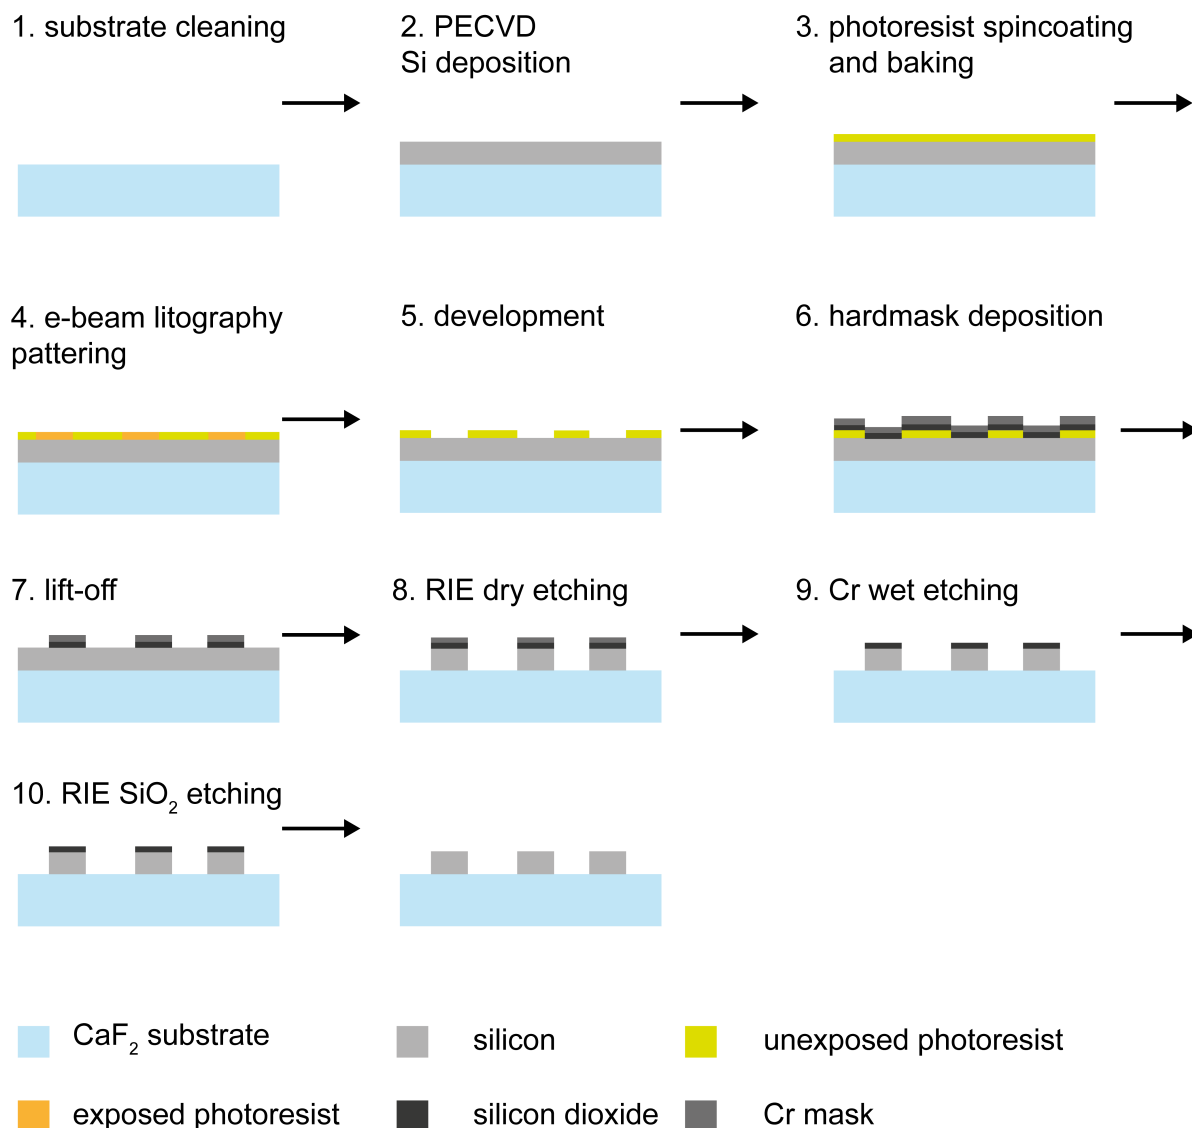 1. substrate cleaning
2. PECVD
Si deposition
3. photoresist spincoating
and baking
4. e-beam litography
pattering
5. development
6. hardmask deposition
7. lift-off
8. RIE dry etching
9. Cr wet etching
10. RIE SiO₂ etching
CaF₂ substrate
silicon
unexposed photoresist
exposed photoresist
silicon dioxide
Cr mask